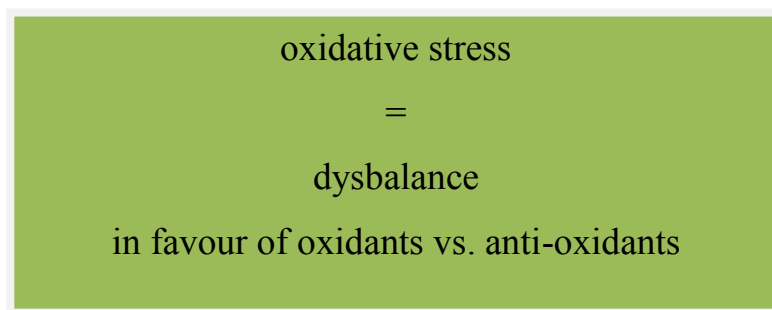 oxidative stress
=
dysbalance
in favour of oxidants vs. anti-oxidants